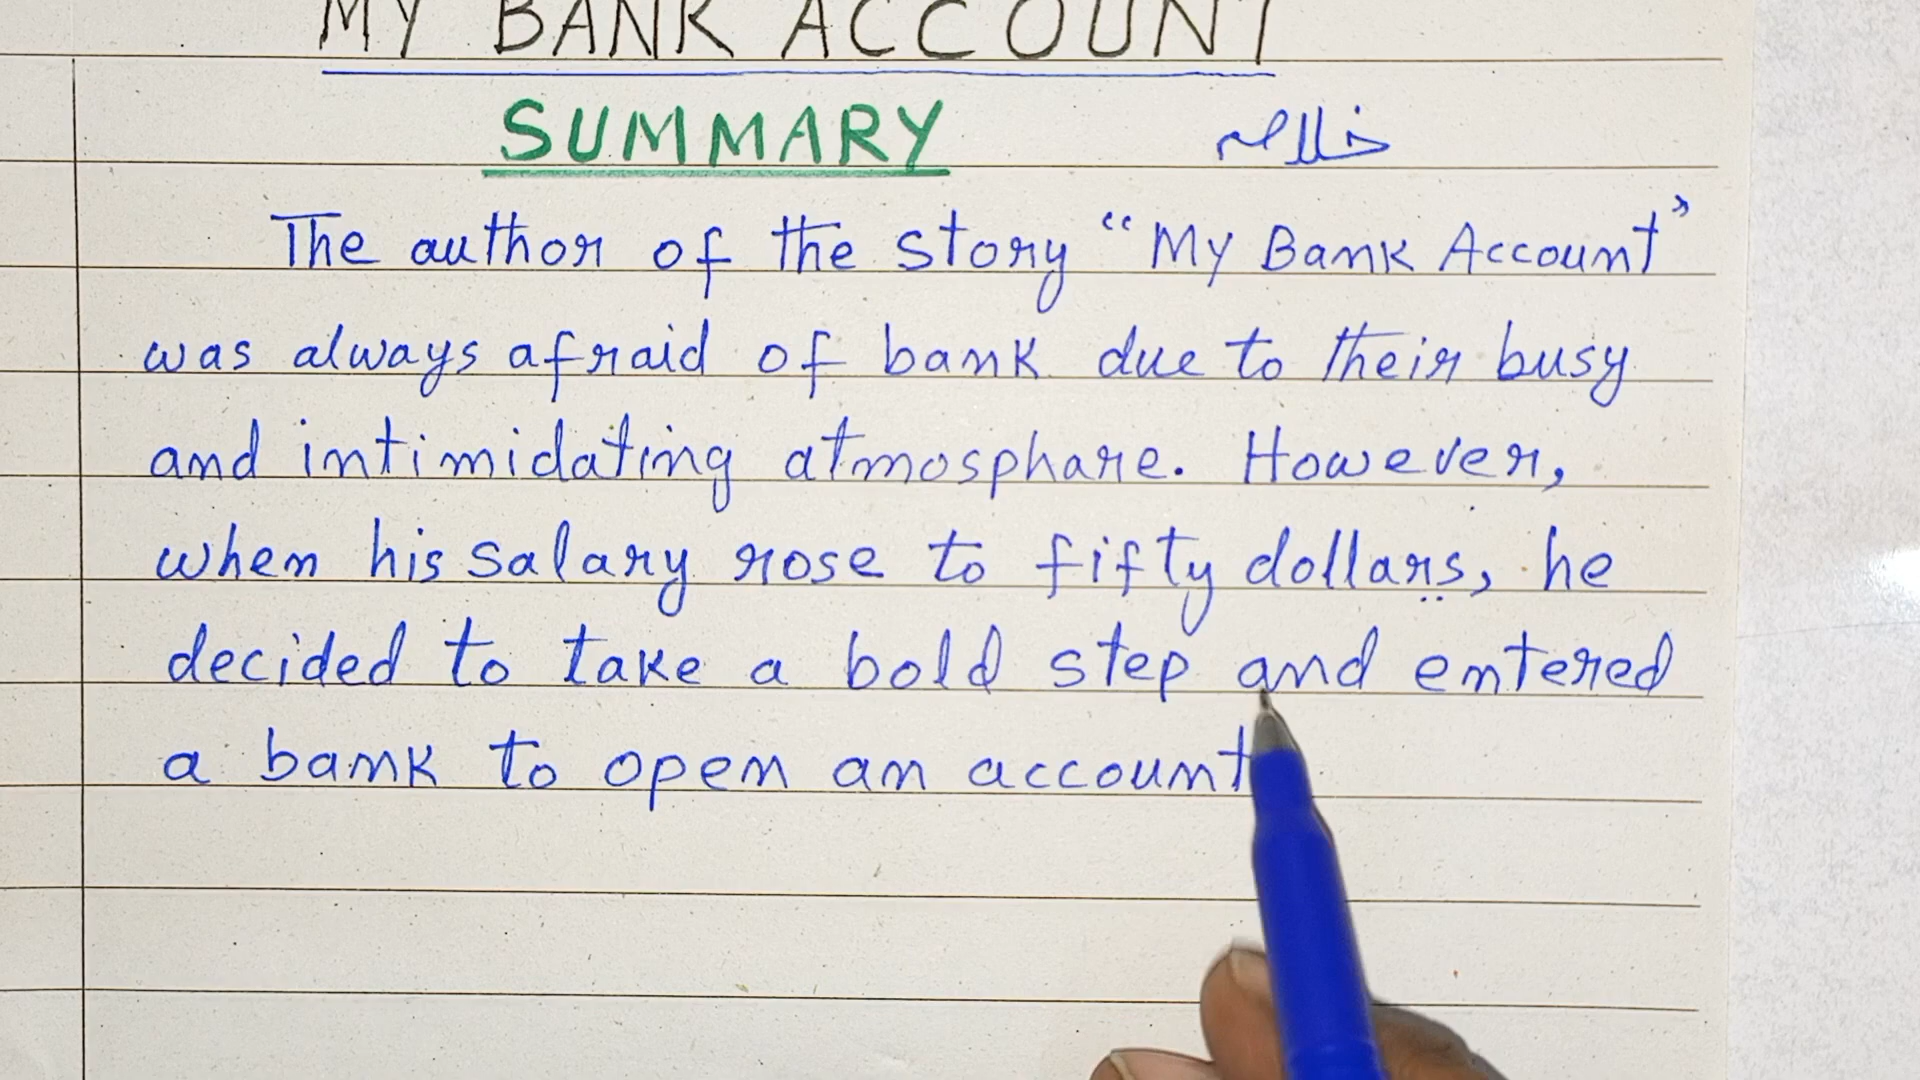 MY BANK ACCOUNT
SUMMARY خلاصہ
The author of the story "My Bank Account"
was always afraid of bank due to their busy
and intimidating atmosphare. However,
when his salary rose to fifty dollars, he
decided to take a bold step and entered
a bank to open an account